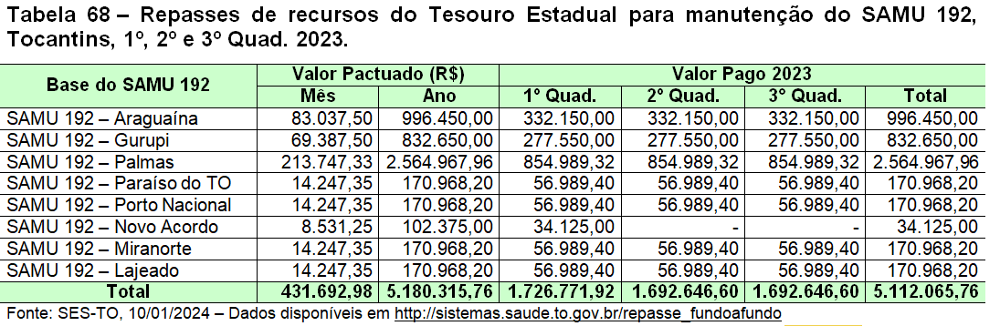 Tabela 68 – Repasses de recursos do Tesouro Estadual para manutenção do SAMU 192,
Tocantins, 1º, 2º e 3º Quad. 2023.
Base do SAMU 192 Valor Pactuado (R$) Valor Pago 2023
Mês Ano 1º Quad. 2º Quad. 3º Quad. Total
SAMU 192 – Araguaína 83.037,50 996.450,00 332.150,00 332.150,00 332.150,00 996.450,00
SAMU 192 – Gurupi 69.387,50 832.650,00 277.550,00 277.550,00 277.550,00 832.650,00
SAMU 192 – Palmas 213.747,33 2.564.967,96 854.989,32 854.989,32 854.989,32 2.564.967,96
SAMU 192 – Paraíso do TO 14.247,35 170.968,20 56.989,40 56.989,40 56.989,40 170.968,20
SAMU 192 – Porto Nacional 14.247,35 170.968,20 56.989,40 56.989,40 56.989,40 170.968,20
SAMU 192 – Novo Acordo 8.531,25 102.375,00 34.125,00 - - 34.125,00
SAMU 192 – Miranorte 14.247,35 170.968,20 56.989,40 56.989,40 56.989,40 170.968,20
SAMU 192 – Lajeado 14.247,35 170.968,20 56.989,40 56.989,40 56.989,40 170.968,20
Total 431.692,98 5.180.315,76 1.726.771,92 1.692.646,60 1.692.646,60 5.112.065,76
Fonte: SES-TO, 10/01/2024 – Dados disponíveis em http://sistemas.saude.to.gov.br/repasse_fundoafundo